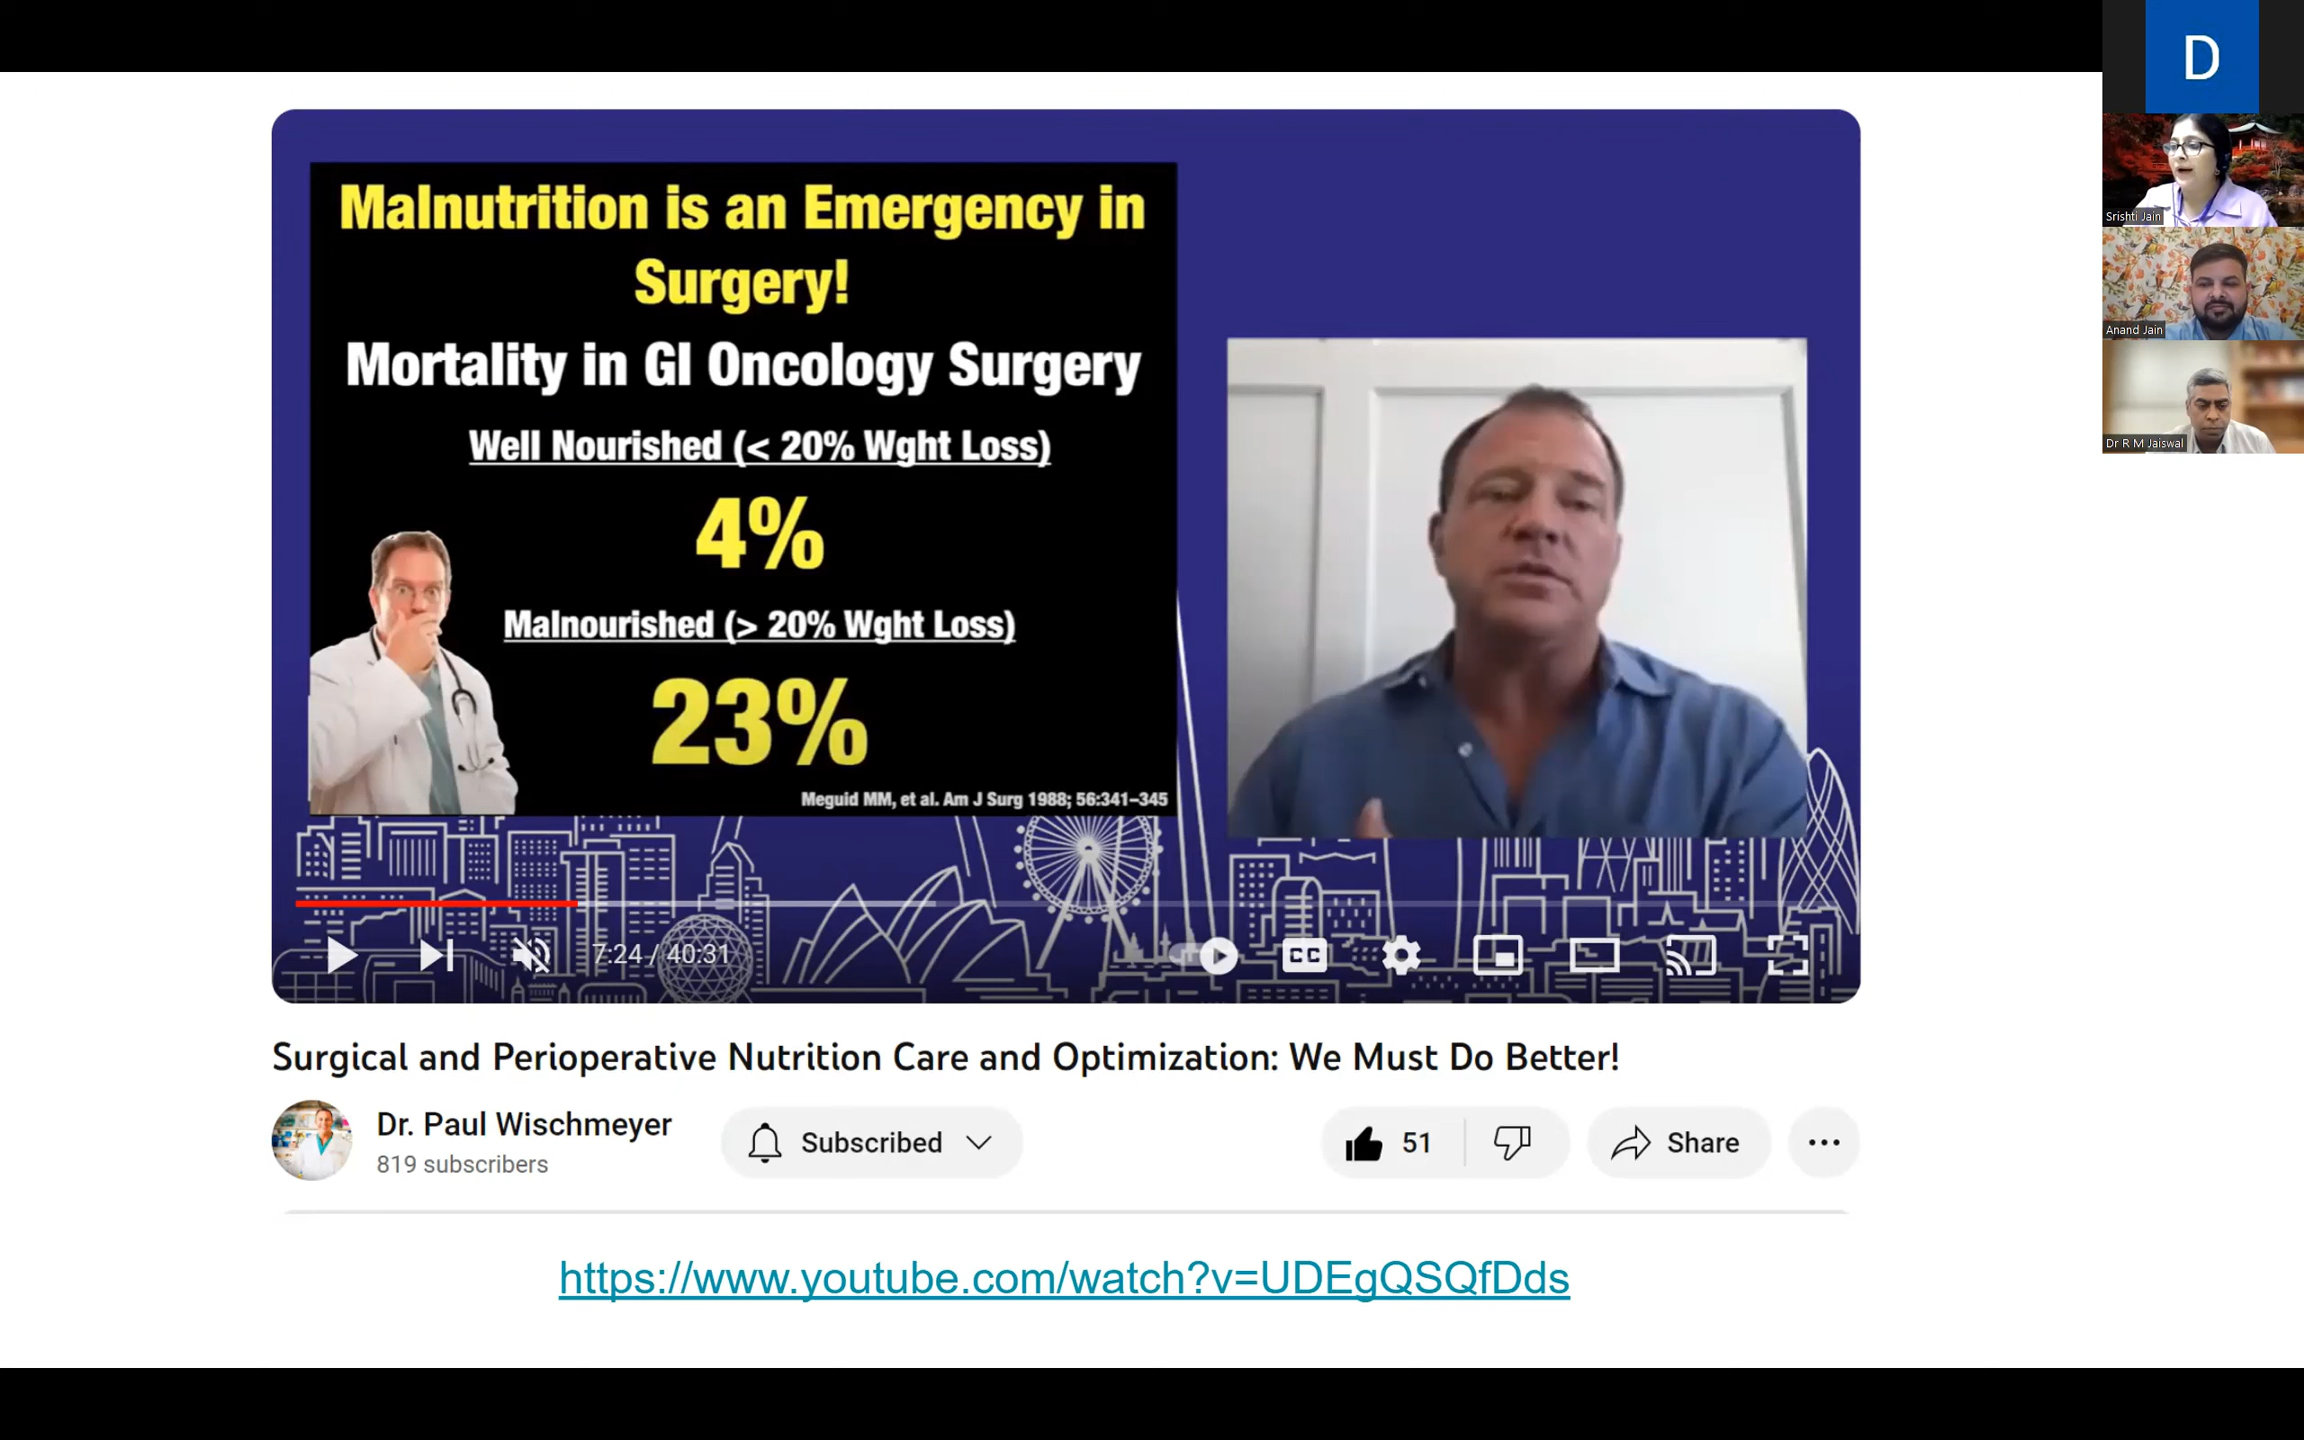 D
Srishti Jain
Anand Jain
Dr R M Jaiswal
Malnutrition is an Emergency in
Surgery!
Mortality in GI Oncology Surgery
Well Nourished (< 20% Wght Loss)
4%
Malnourished (> 20% Wght Loss)
23%
Meguid MM, et al. Am J Surg 1988; 56:341–345
7:24 / 40:31
CC
Surgical and Perioperative Nutrition Care and Optimization: We Must Do Better!
Dr. Paul Wischmeyer
819 subscribers
Subscribed
51
Share
https://www.youtube.com/watch?v=UDEgQSQfDds